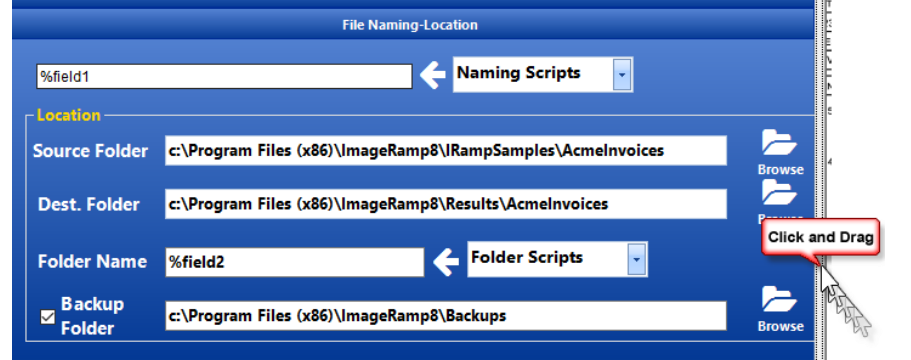 File Naming-Location
%field1
Naming Scripts
Location
Source Folder
c:\Program Files (x86)\ImageRamp8\IRampSamples\AcmeInvoices
Browse
Dest. Folder
c:\Program Files (x86)\ImageRamp8\Results\AcmeInvoices
Click and Drag
Folder Name
%field2
Folder Scripts
Backup
Folder
c:\Program Files (x86)\ImageRamp8\Backups
Browse